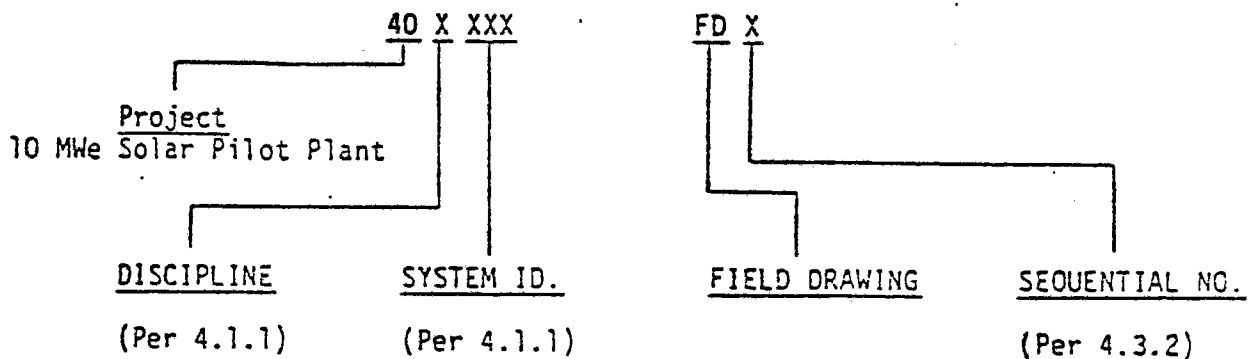 40 X XXX FD X
Project
10 MWe Solar Pilot Plant
DISCIPLINE SYSTEM ID. FIELD DRAWING SEQUENTIAL NO.
(Per 4.1.1) (Per 4.1.1) (Per 4.3.2)